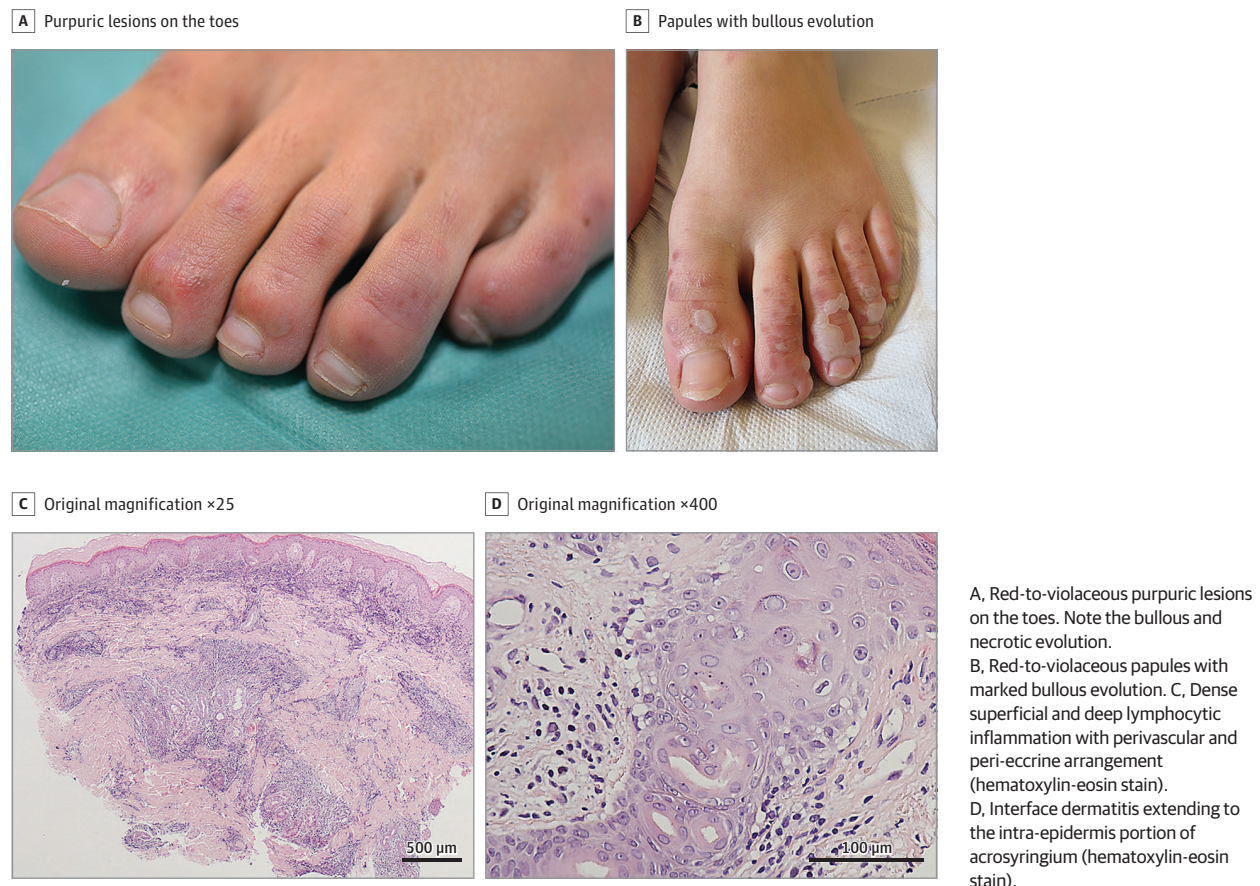 A Purpuric lesions on the toes
B Papules with bullous evolution
C Original magnification ×25
D Original magnification ×400
500 μm
100 μm
A, Red-to-violaceous purpuric lesions
on the toes. Note the bullous and
necrotic evolution.
B, Red-to-violaceous papules with
marked bullous evolution. C, Dense
superficial and deep lymphocytic
inflammation with perivascular and
peri-eccrine arrangement
(hematoxylin-eosin stain).
D, Interface dermatitis extending to
the intra-epidermis portion of
acrosyringium (hematoxylin-eosin
stain).